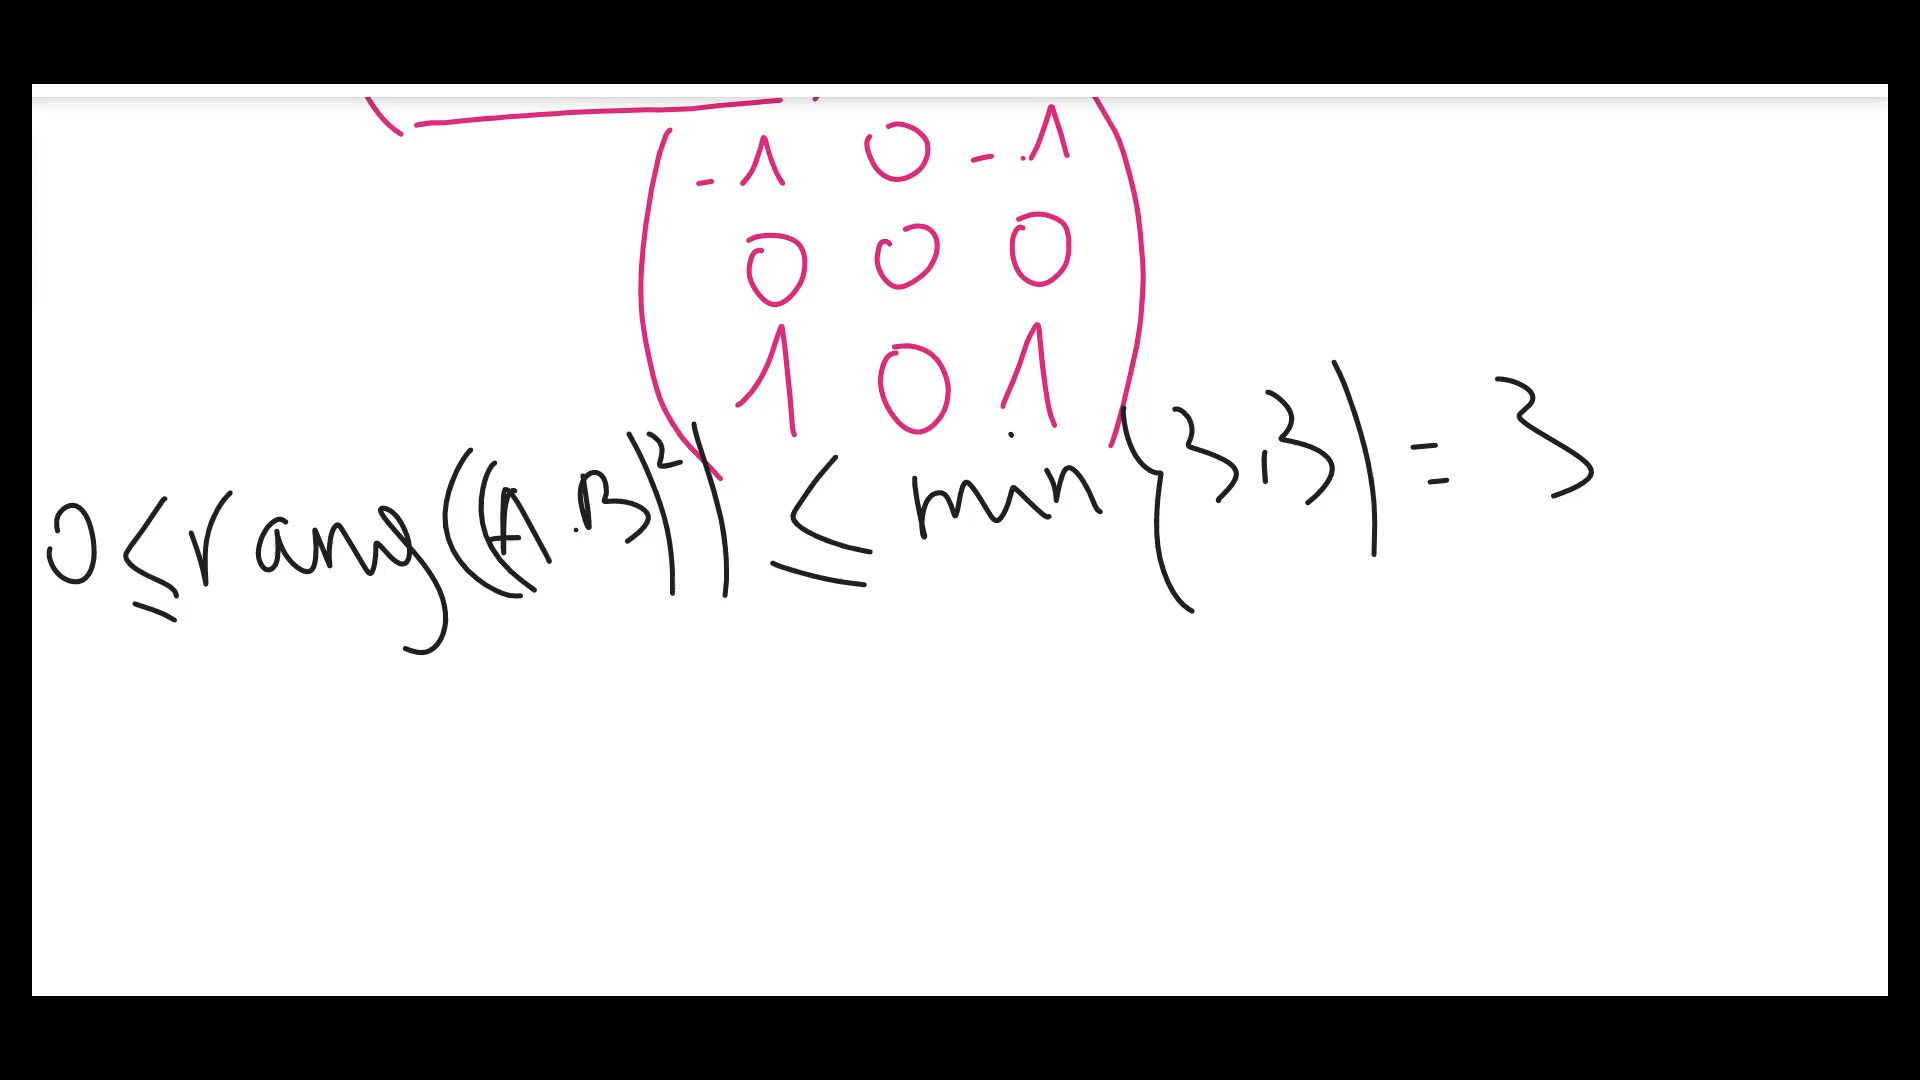 -1 0 -1
0 0 0
1 0 1
0 ≤ rang((A.B)²) ≤ min{3,3) = 3